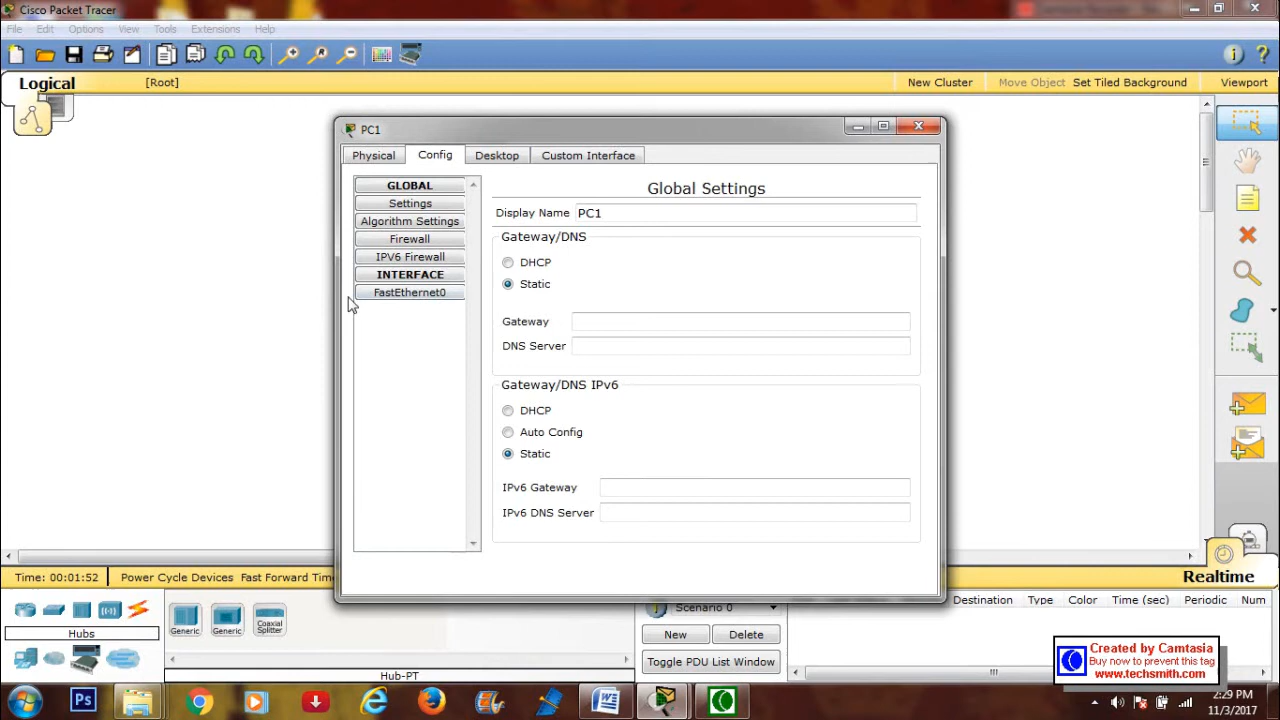 Cisco Packet Tracer
File Edit Options View Tools Extensions Help
Logical
[Root]
New Cluster
Move Object
Set Tiled Background
Viewport
PC1
Physical
Config
Desktop
Custom Interface
GLOBAL
Settings
Algorithm Settings
Firewall
IPV6 Firewall
INTERFACE
FastEthernet0
Global Settings
Display Name PC1
Gateway/DNS
DHCP
Static
Gateway
DNS Server
Gateway/DNS IPv6
DHCP
Auto Config
Static
IPv6 Gateway
IPv6 DNS Server
Time: 00:01:52
Power Cycle Devices
Realtime
Hubs
Generic
Generic
Coaxial
Splitter
Hub-PT
Scenario 0
New
Delete
Toggle PDU List Window
Destination Type Color Time (sec) Periodic Num
Created by Camtasia
Buy now to prevent this tag
www.techsmith.com
Ps
2:29 PM
11/3/2017